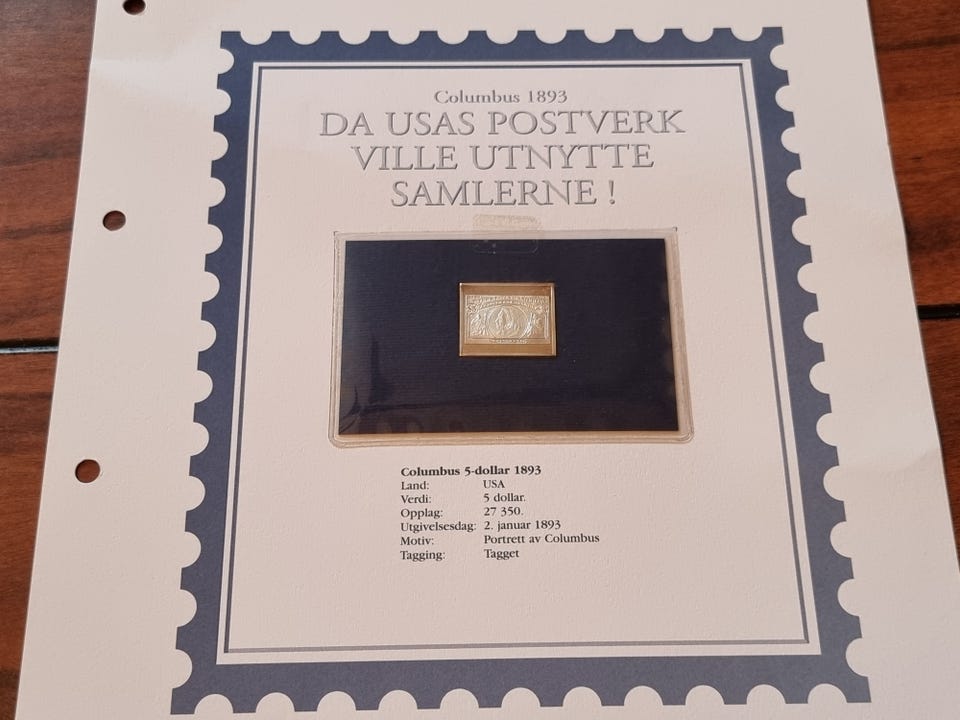 Columbus 1893
DA USAS POSTVERK
VILLE UTNYTTE
SAMLERNE !
Columbus 5-dollar 1893
Land: USA
Verdi: 5 dollar.
Opplag: 27 350.
Utgivelsesdag: 2. januar 1893
Motiv: Portrett av Columbus
Tagging: Tagget